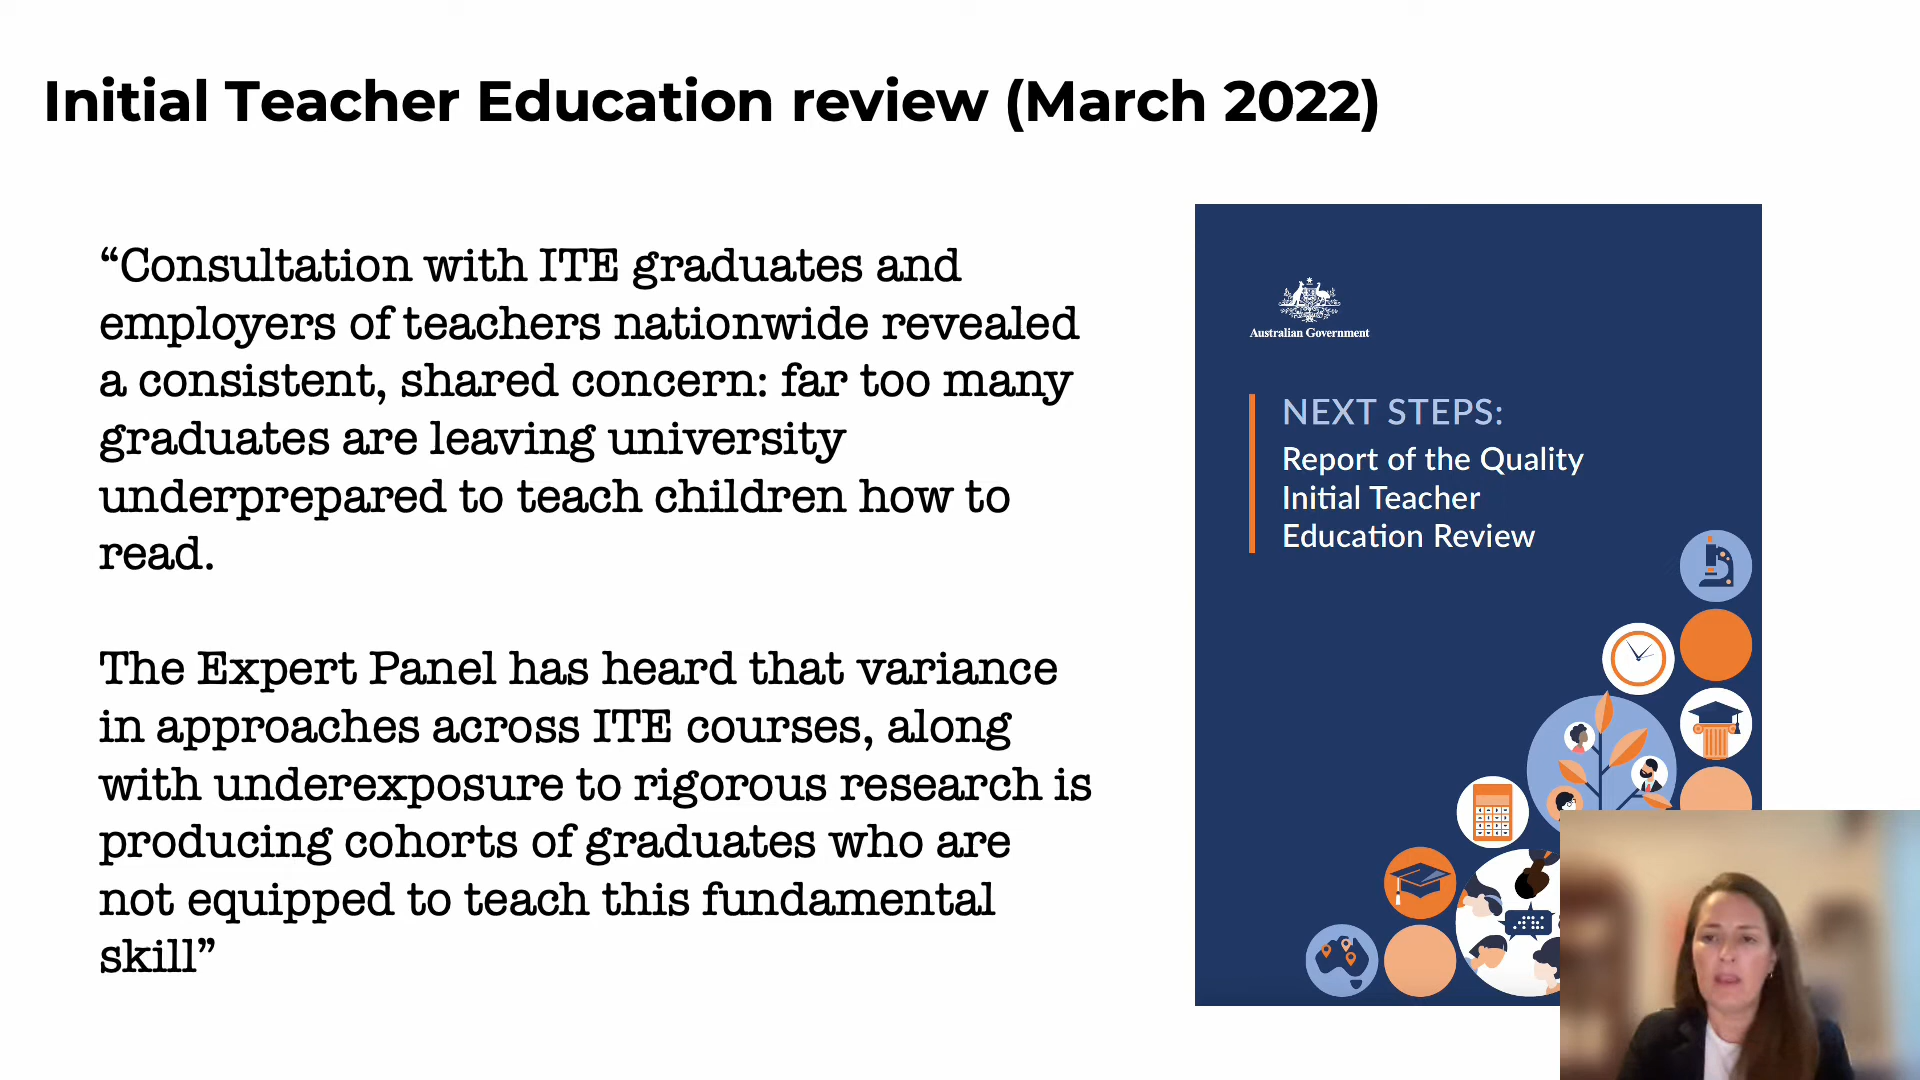 Initial Teacher Education review (March 2022)
“Consultation with ITE graduates and
employers of teachers nationwide revealed
a consistent, shared concern: far too many
graduates are leaving university
underprepared to teach children how to
read.
The Expert Panel has heard that variance
in approaches across ITE courses, along
with underexposure to rigorous research is
producing cohorts of graduates who are
not equipped to teach this fundamental
skill”
Australian Government
NEXT STEPS:
Report of the Quality
Initial Teacher
Education Review